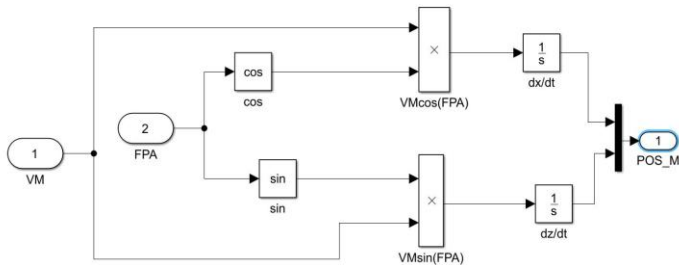 cos
cos
×
VMcos(FPA)
1
s
dx/dt
2
FPA
1
VM
1
POS_M
sin
sin
×
VMsin(FPA)
1
s
dz/dt